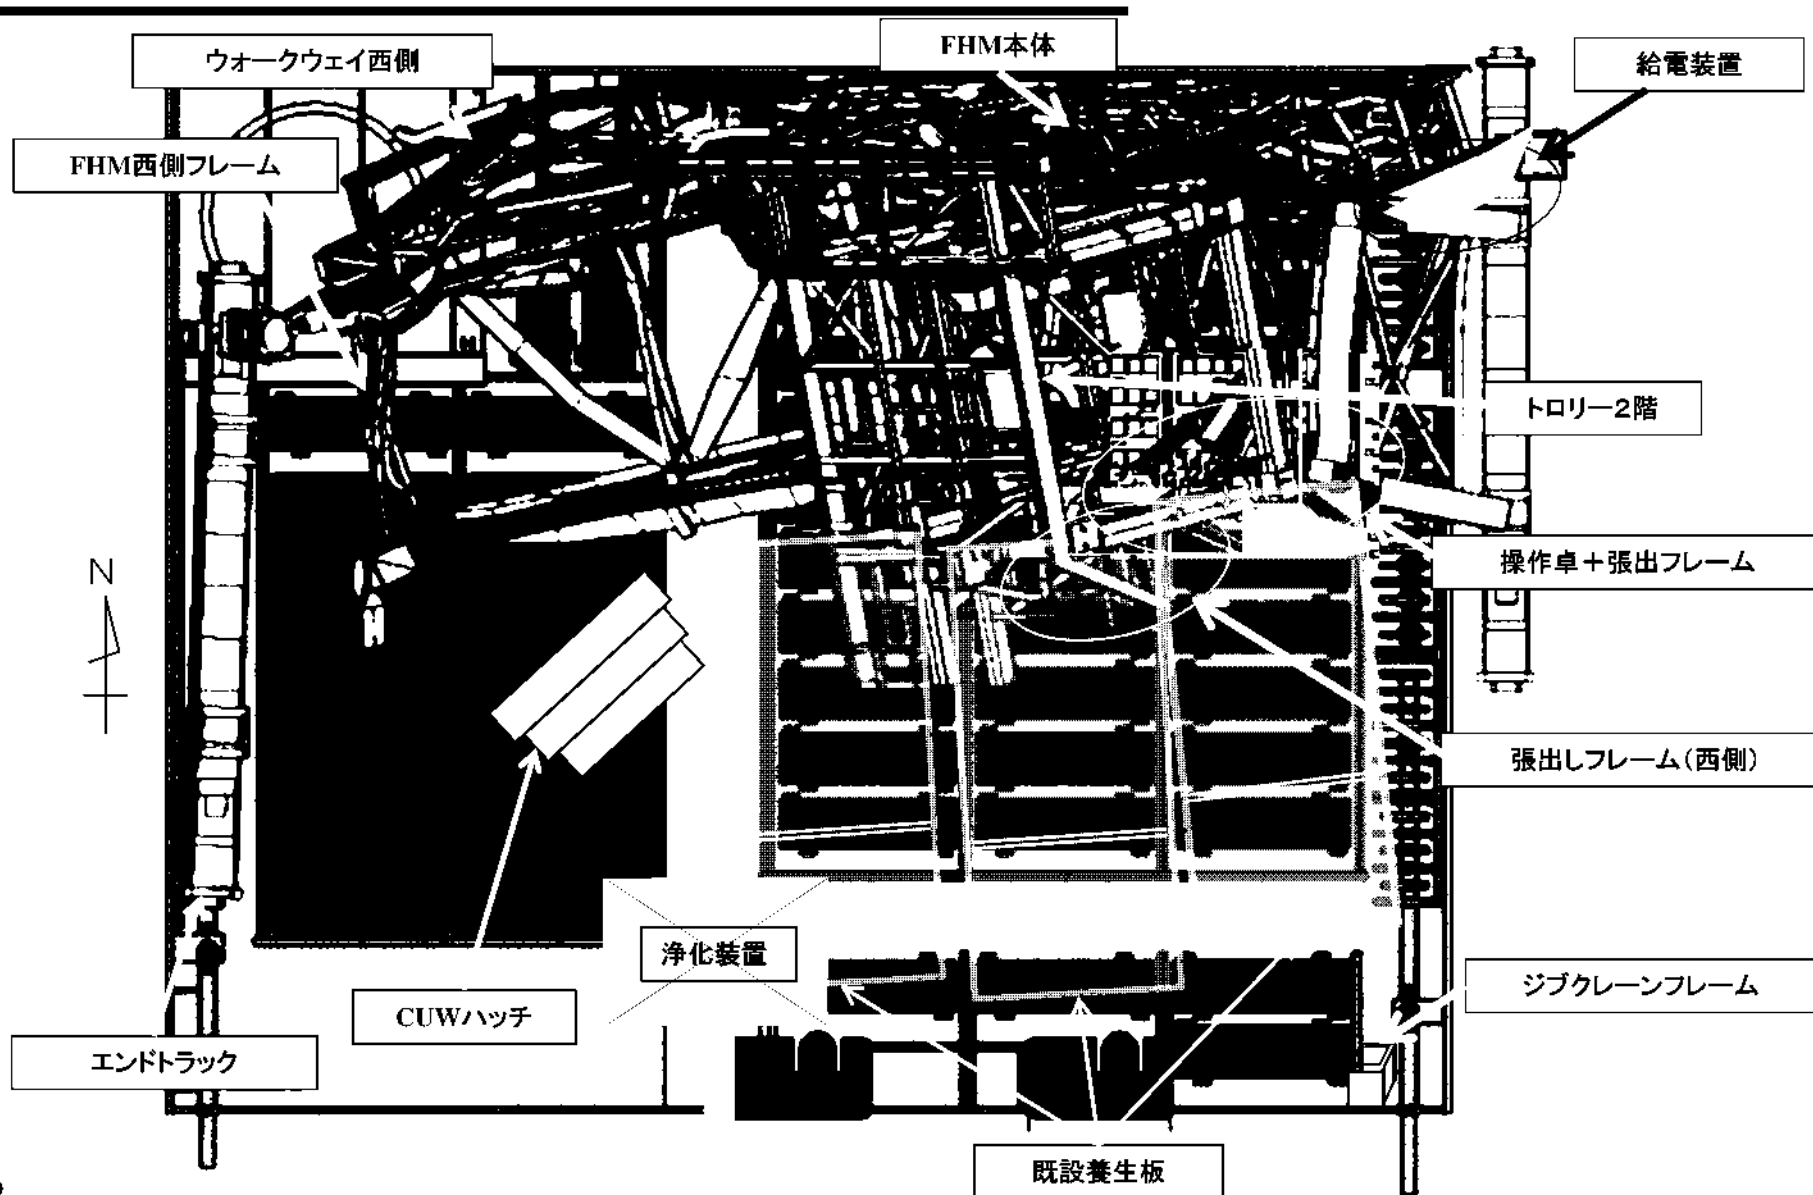 ウォークウェイ西側
FHM本体
給電装置
FHM西側フレーム
トロリー2階
N
操作卓＋張出フレーム
張出しフレーム(西側)
浄化装置
CUWハッチ
ジブクレーンフレーム
エンドトラック
既設養生板